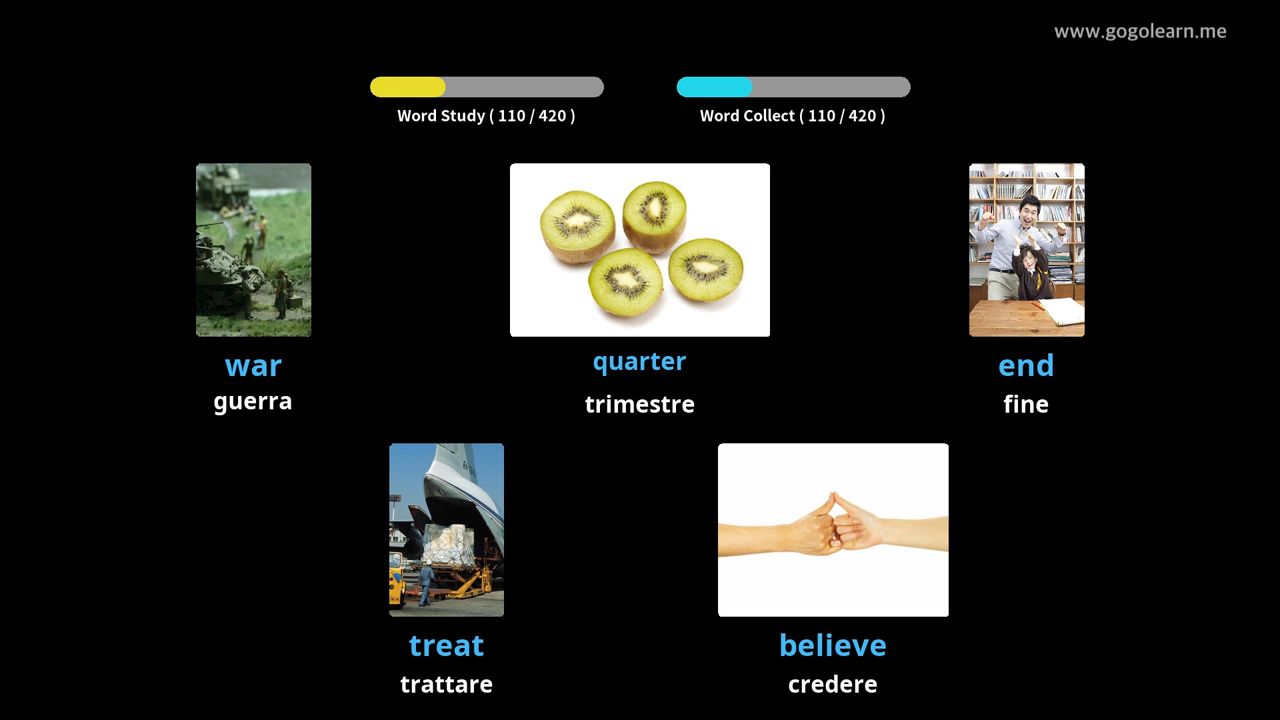 www.gogolearn.me
Word Study ( 110 / 420 )
Word Collect ( 110 / 420 )
war
guerra
quarter
trimestre
end
fine
treat
trattare
believe
credere